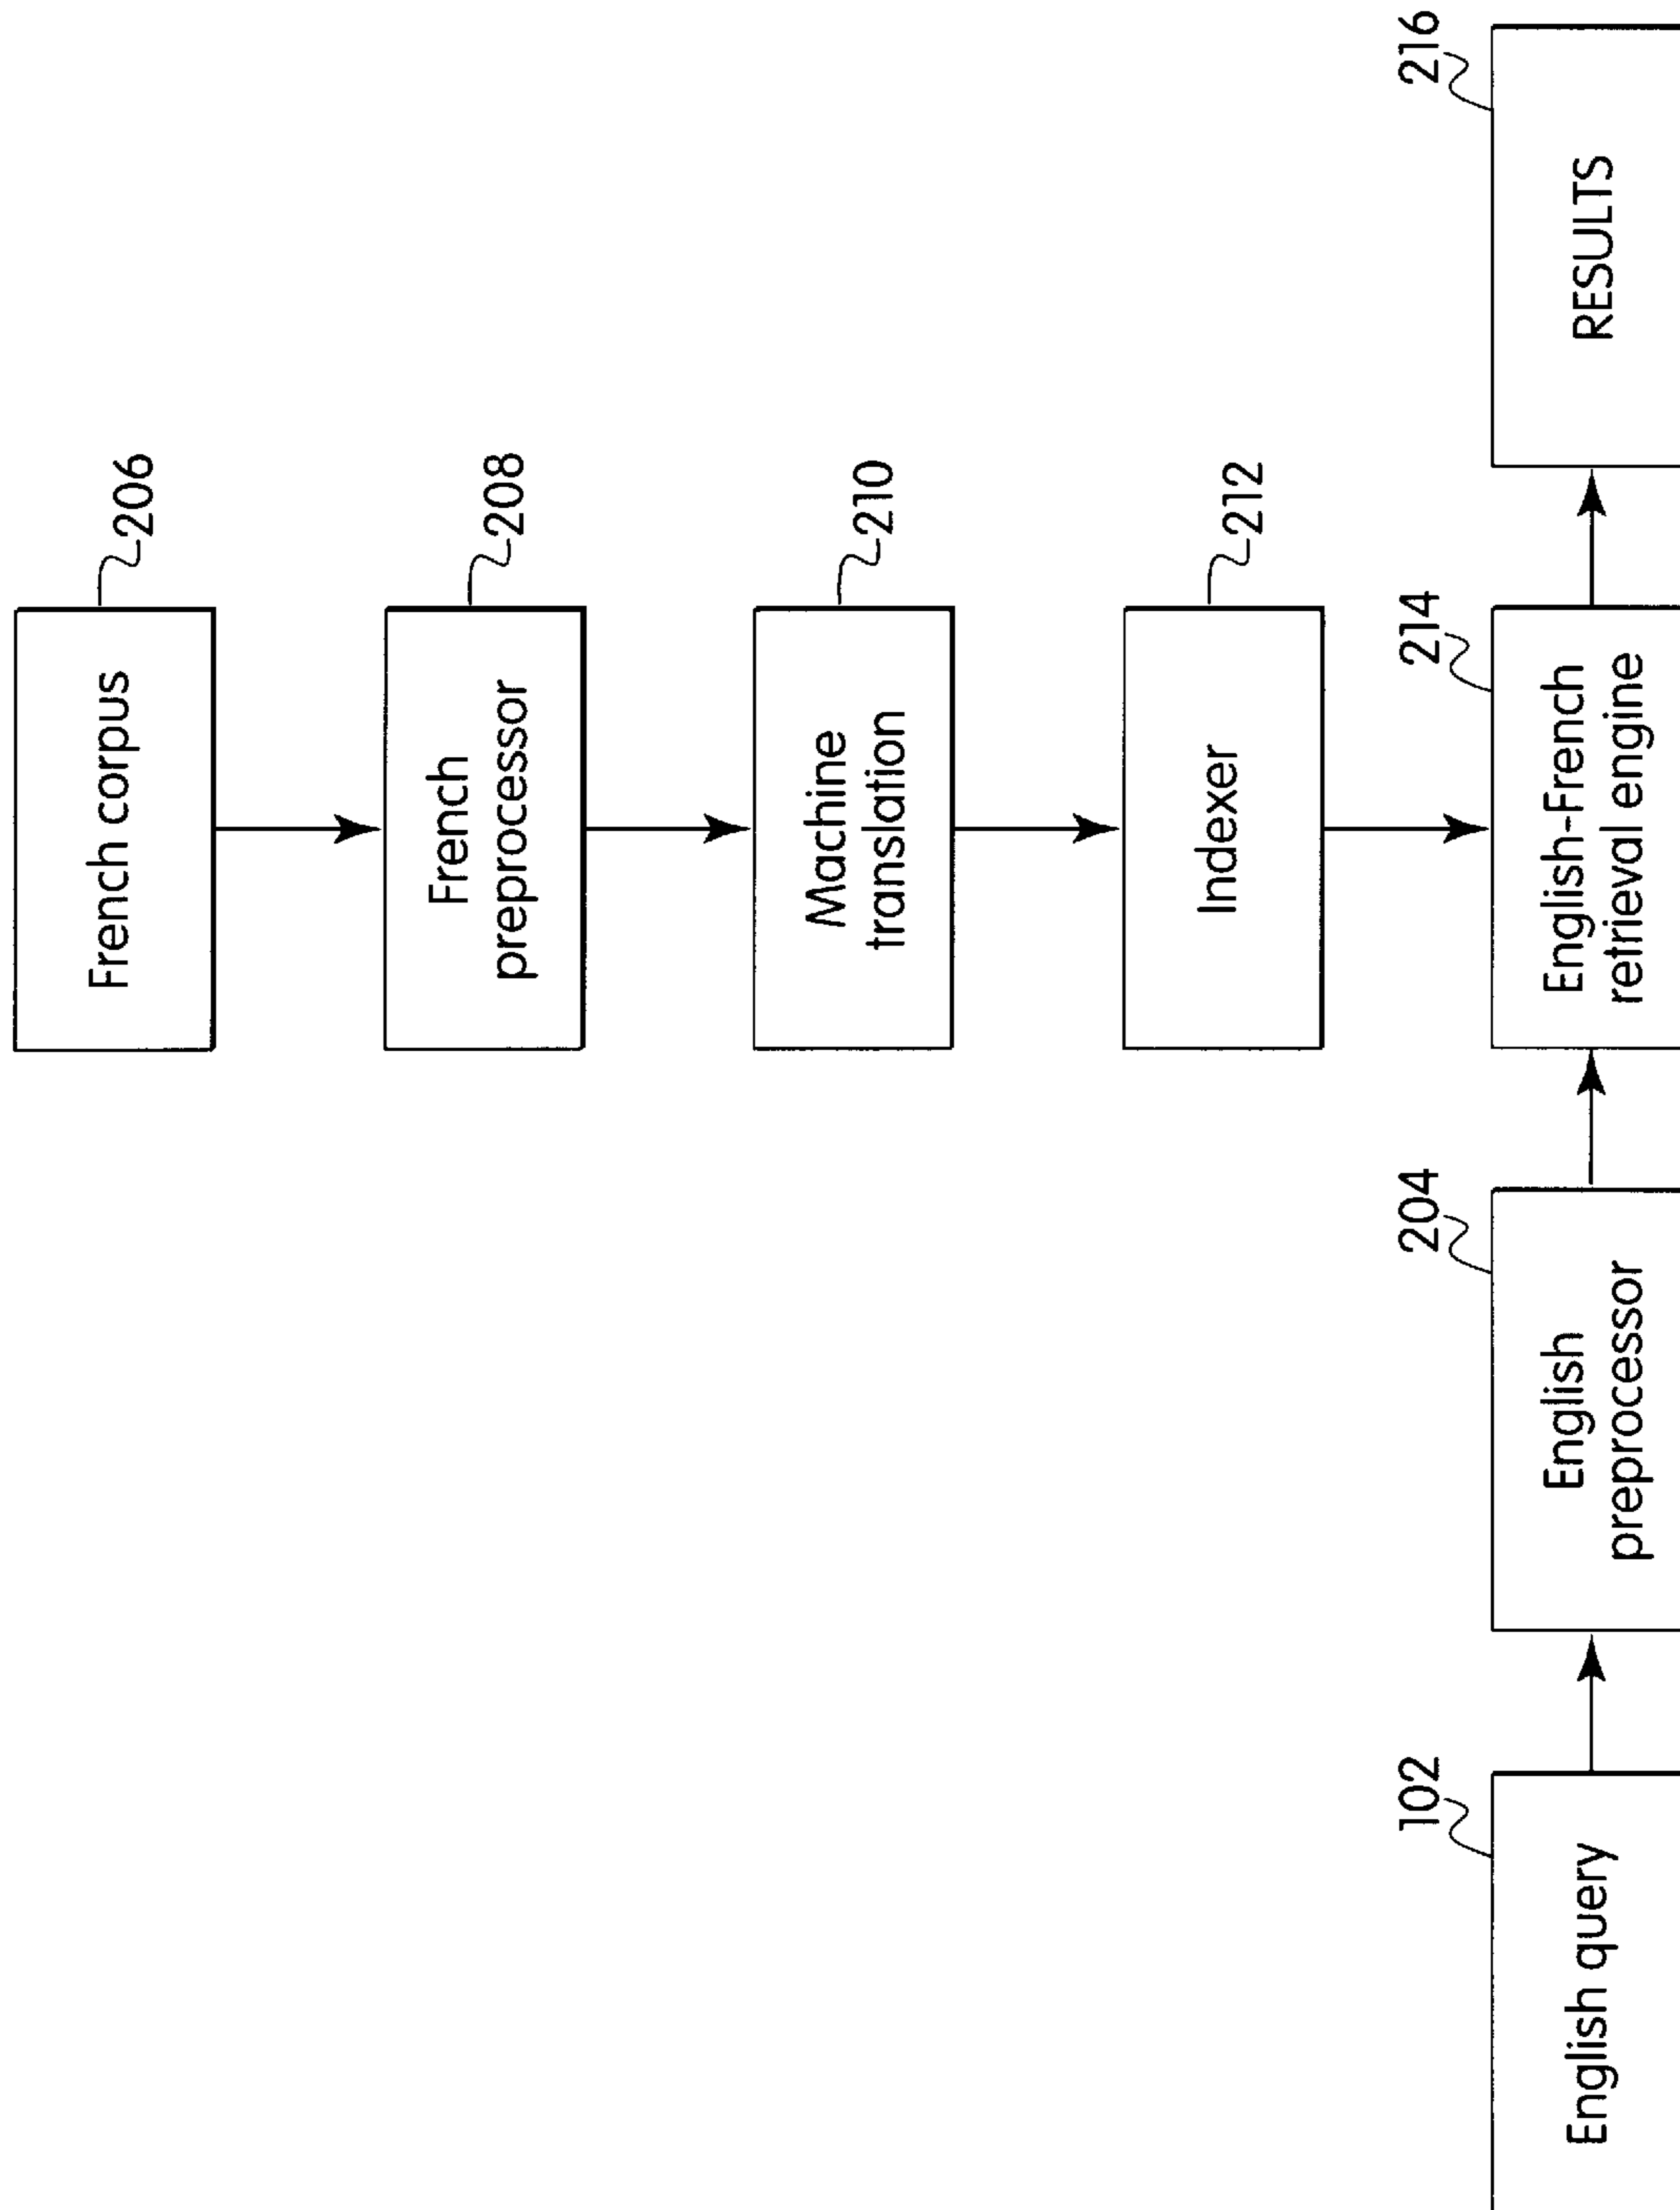 French corpus
206
French
preprocessor
208
Machine
translation
210
Indexer
212
102
English query
204
English
preprocessor
214
English-French
retrieval engine
216
RESULTS